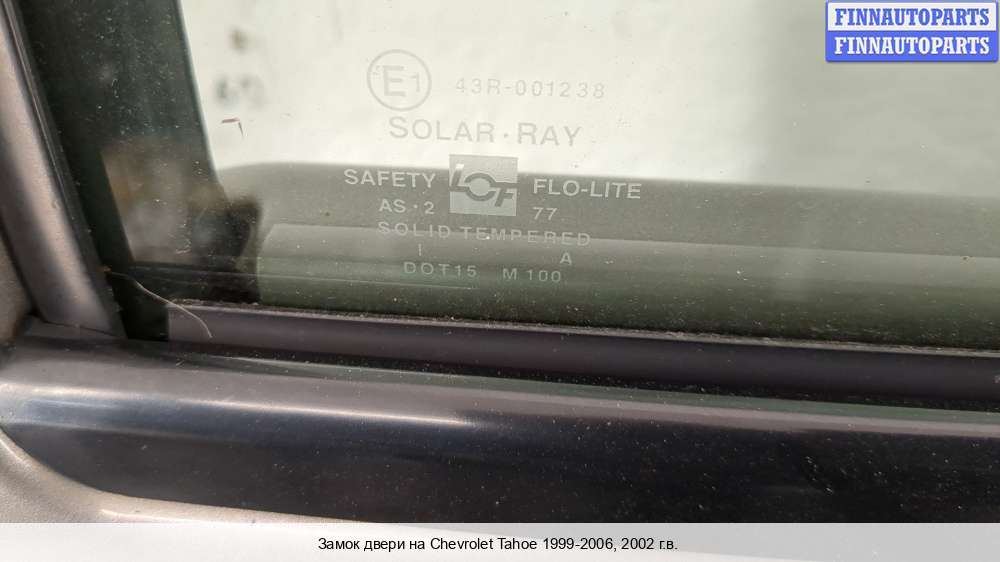 FINNAUTOPARTS
FINNAUTOPARTS
E1 43R-001238
SOLAR·RAY
SAFETY LOF FLO-LITE
AS·2 77
SOLID TEMPERED
I A
DOT15 M100
Замок двери на Chevrolet Tahoe 1999-2006, 2002 г.в.